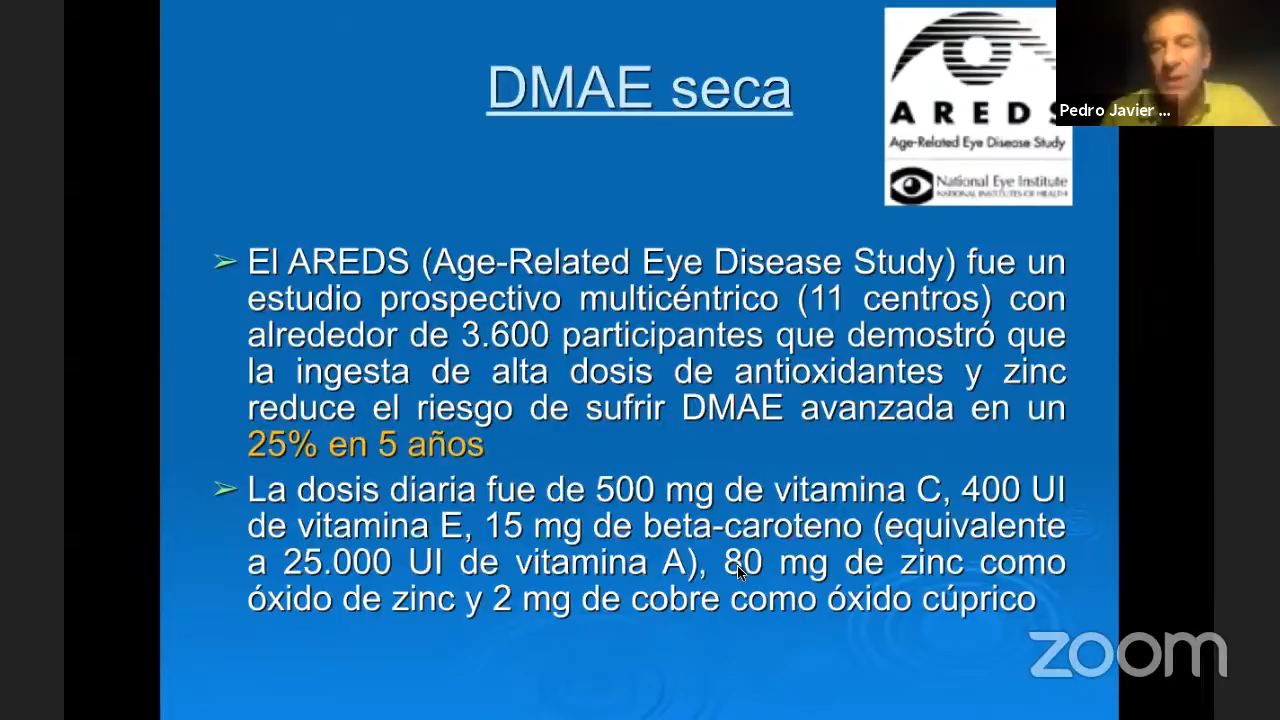 DMAE seca
AREDS
Age-Related Eye Disease Study
National Eye Institute
NATIONAL INSTITUTES OF HEALTH
Pedro Javier ...
➢ El AREDS (Age-Related Eye Disease Study) fue un
estudio prospectivo multicéntrico (11 centros) con
alrededor de 3.600 participantes que demostró que
la ingesta de alta dosis de antioxidantes y zinc
reduce el riesgo de sufrir DMAE avanzada en un
25% en 5 años
➢ La dosis diaria fue de 500 mg de vitamina C, 400 UI
de vitamina E, 15 mg de beta-caroteno (equivalente
a 25.000 UI de vitamina A), 80 mg de zinc como
óxido de zinc y 2 mg de cobre como óxido cúprico
zoom